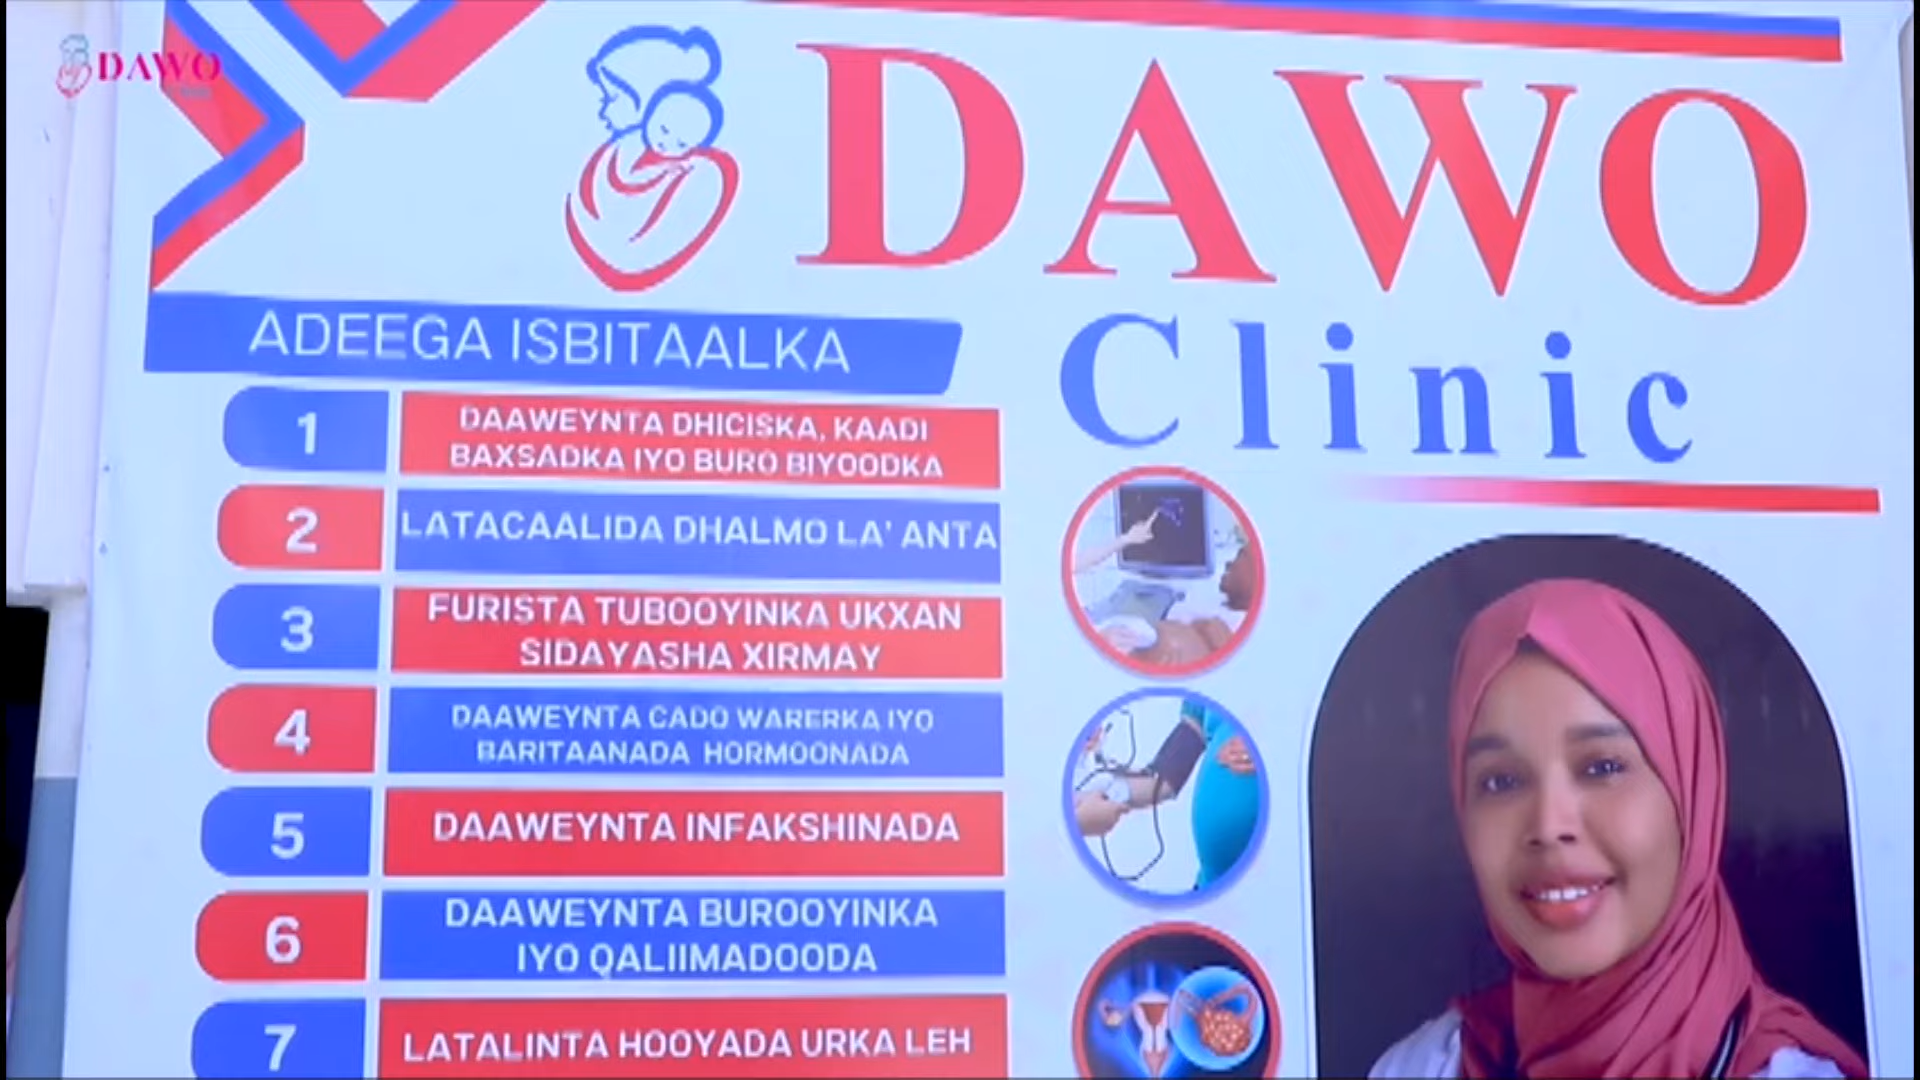 DAWO
DAWO
Clinic
ADEEGA ISBITAALKA
1
DAAWEYNTA DHICISKA, KAADI
BAXSADKA IYO BURO BIYOODKA
2
LATACAALIDA DHALMO LA' ANTA
3
FURISTA TUBOOYINKA UKXAN
SIDAYASHA XIRMAY
4
DAAWEYNTA CADO WARERKA IYO
BARITAANADA HORMOONADA
5
DAAWEYNTA INFAKSHINADA
6
DAAWEYNTA BUROOYINKA
IYO QALIIMADOODA
7
LATALINTA HOOYADA URKA LEH